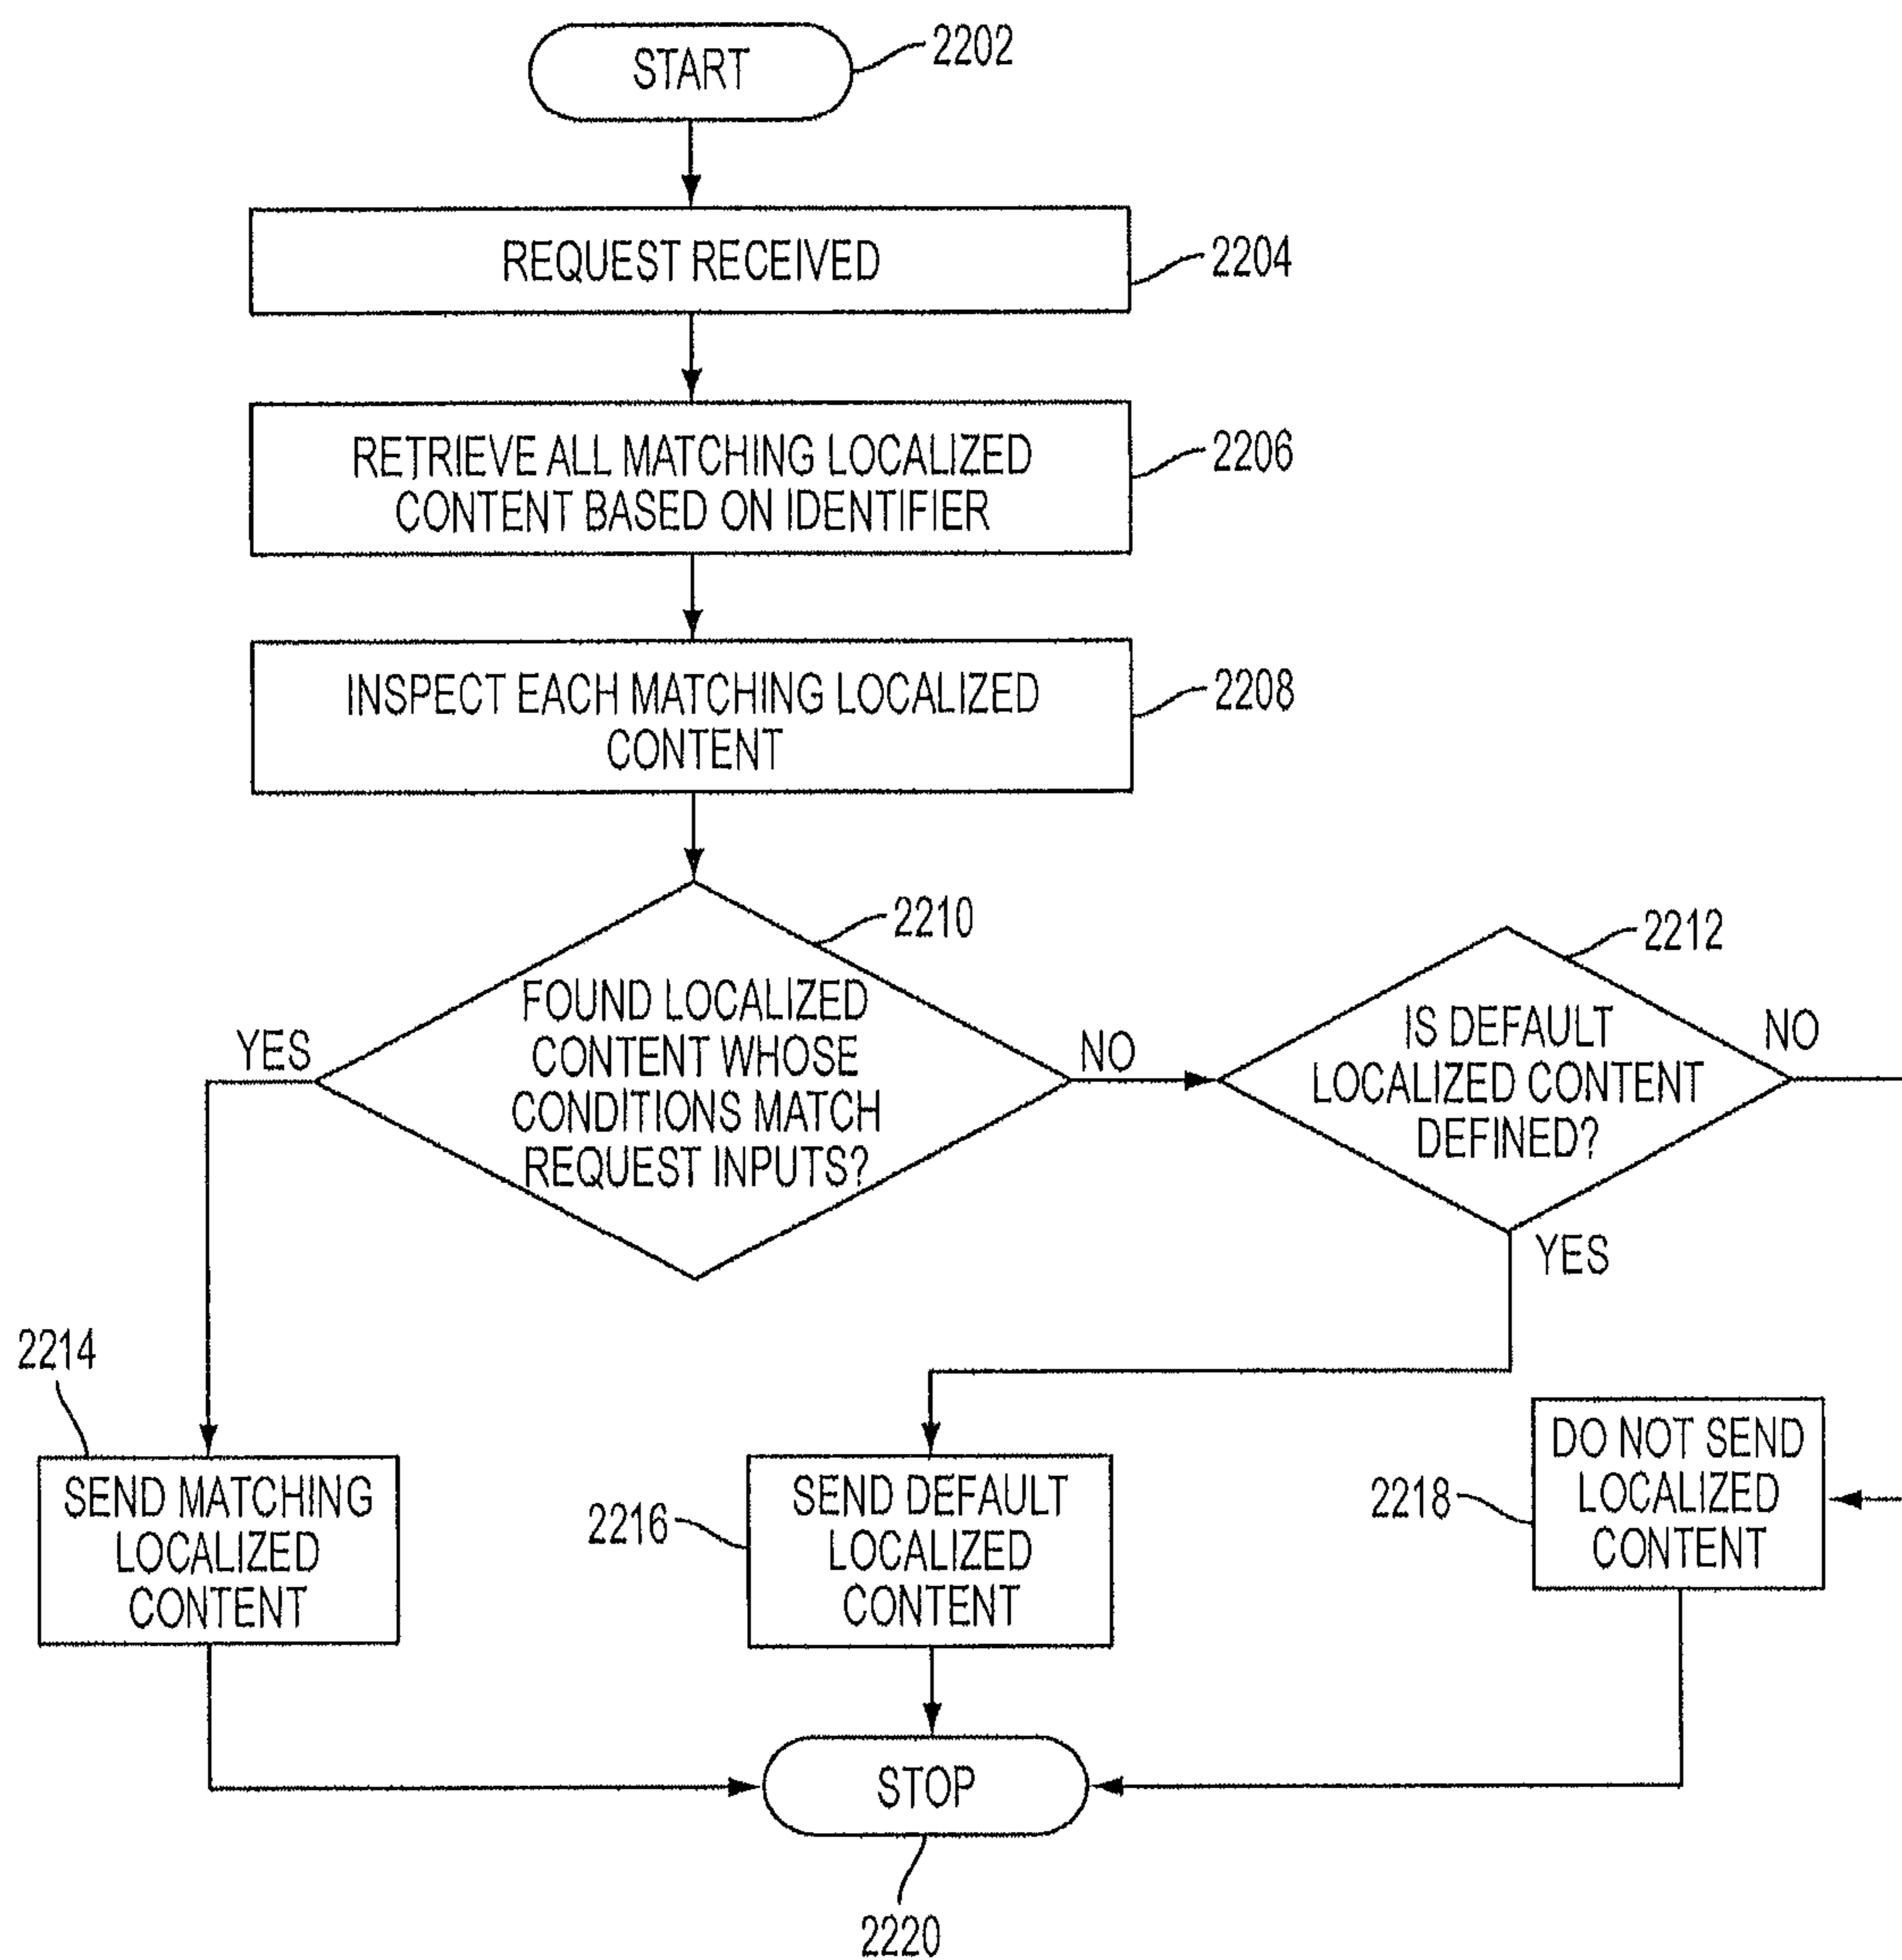 START
2202
REQUEST RECEIVED
2204
RETRIEVE ALL MATCHING LOCALIZED
CONTENT BASED ON IDENTIFIER
2206
INSPECT EACH MATCHING LOCALIZED
CONTENT
2208
2210
FOUND LOCALIZED
CONTENT WHOSE
CONDITIONS MATCH
REQUEST INPUTS?
YES
NO
2212
IS DEFAULT
LOCALIZED CONTENT
DEFINED?
NO
YES
2214
SEND MATCHING
LOCALIZED
CONTENT
2216
SEND DEFAULT
LOCALIZED
CONTENT
2218
DO NOT SEND
LOCALIZED
CONTENT
STOP
2220